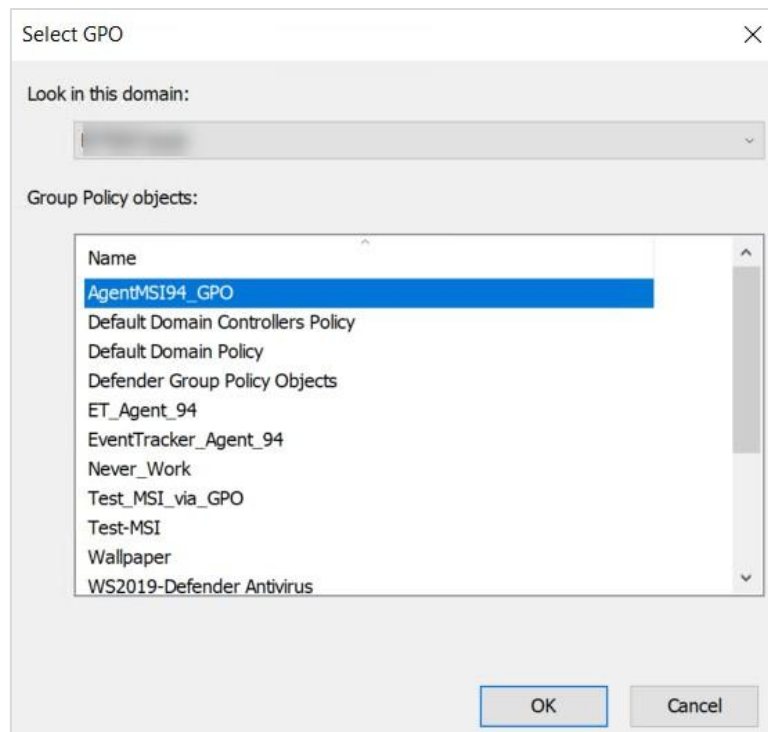 Select GPO
Look in this domain:
Group Policy objects:
Name
AgentMSI94_GPO
Default Domain Controllers Policy
Default Domain Policy
Defender Group Policy Objects
ET_Agent_94
EventTracker_Agent_94
Never_Work
Test_MSI_via_GPO
Test-MSI
Wallpaper
WS2019-Defender Antivirus
OK Cancel